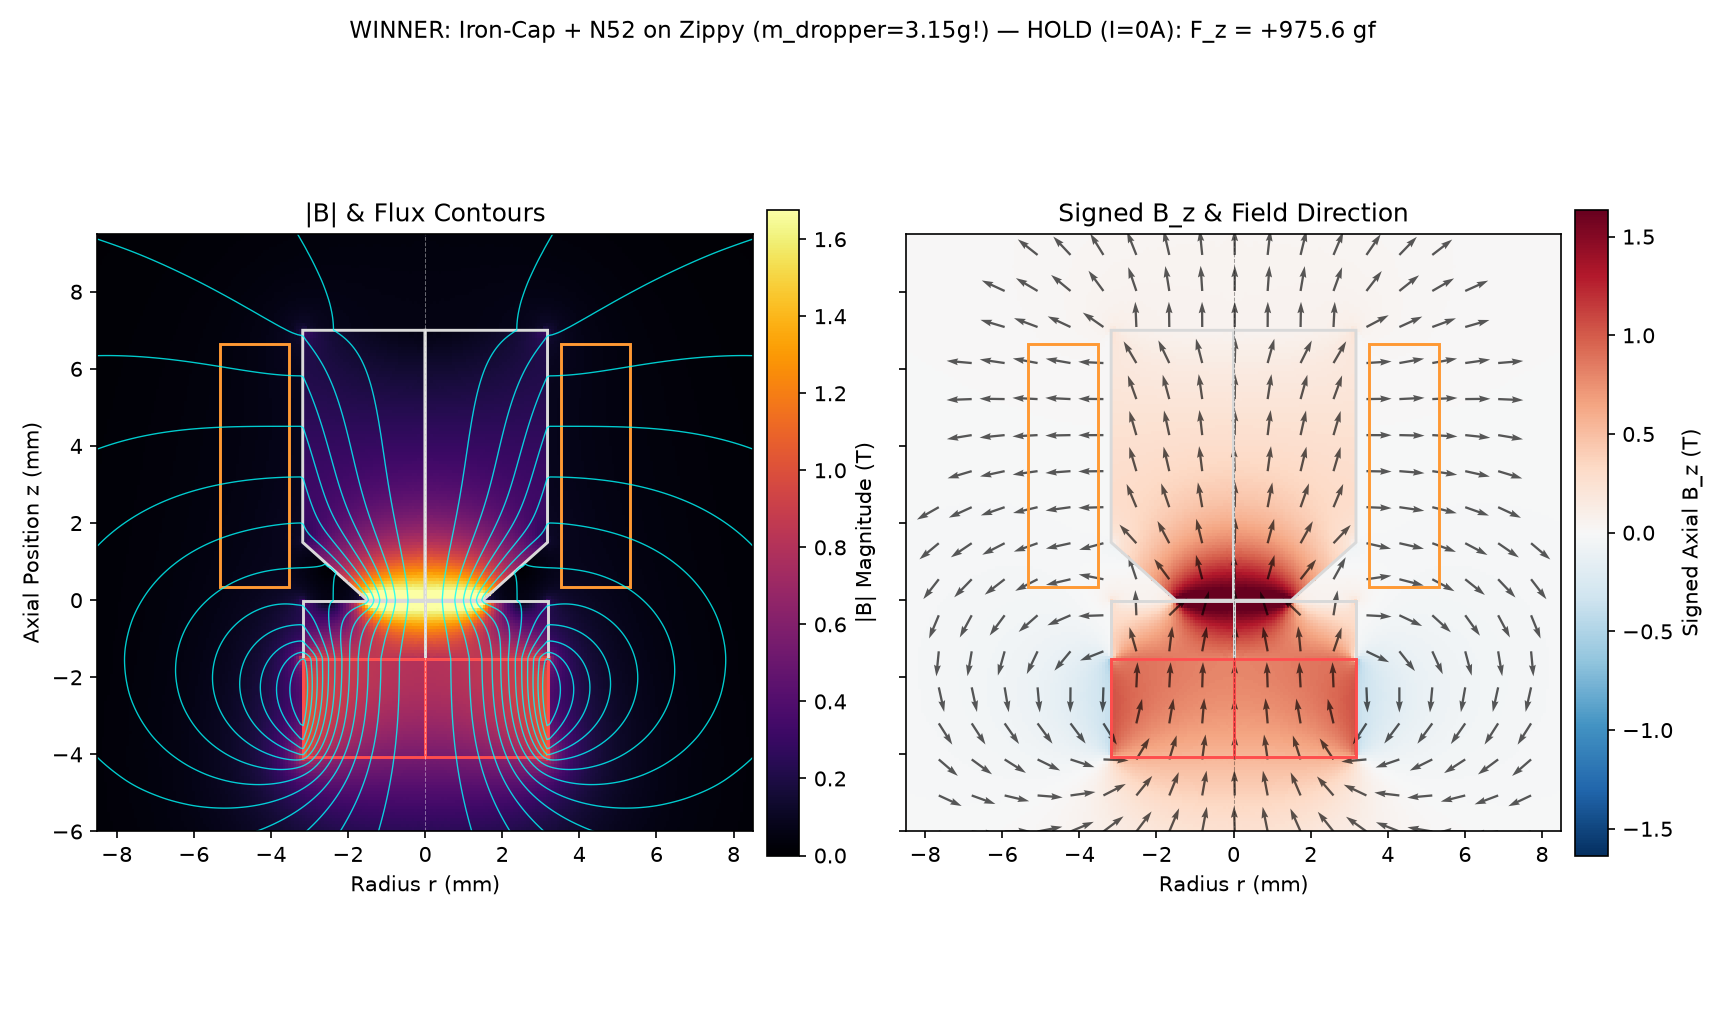 WINNER: Iron-Cap + N52 on Zippy (m_dropper=3.15g!) — HOLD (I=0A): F_z = +975.6 gf
|B| & Flux Contours
8
6
4
2
0
−2
−4
−6
Axial Position z (mm)
−8 −6 −4 −2 0 2 4 6 8
Radius r (mm)
1.6
1.4
1.2
1.0
0.8
0.6
0.4
0.2
0.0
|B| Magnitude (T)
Signed B_z & Field Direction
−8 −6 −4 −2 0 2 4 6 8
Radius r (mm)
1.5
1.0
0.5
0.0
−0.5
−1.0
−1.5
Signed Axial B_z (T)